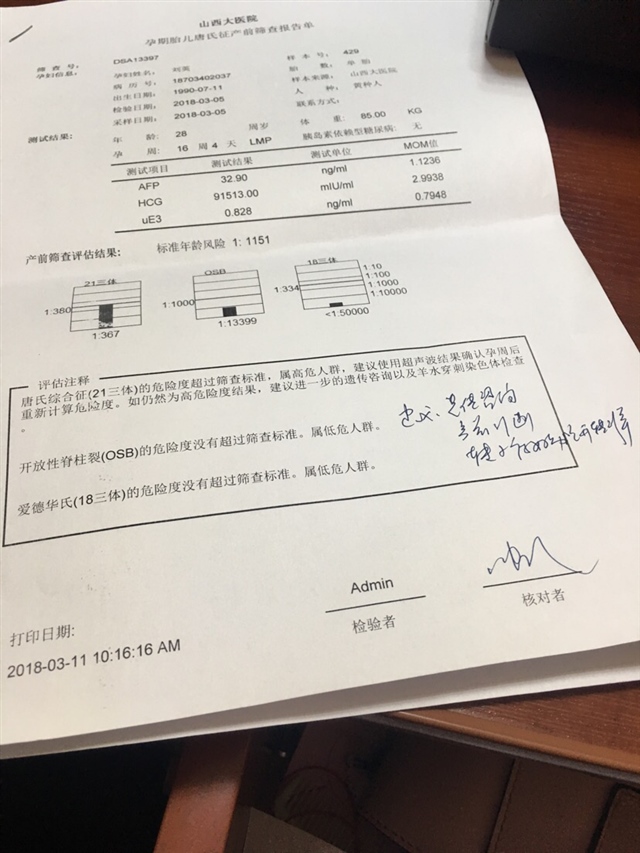 山西大医院
孕期胎儿唐氏征产前筛查报告单
筛查号: DSA13397 样本号: 429
孕妇信息: 孕妇姓名: 胎数: 单胎
病历号: 18703402037 样本来源: 山西大医院
出生日期: 1990-07-11 人种: 黄种人
检验日期: 2018-03-05 联系方式:
采样日期: 2018-03-05 体重: 85.00 KG
测试结果: 年龄: 28 周岁 胰岛素依赖型糖尿病: 无
孕周: 16 周 4 天 LMP
测试项目 测试结果 测试单位 MOM值
AFP 32.90 ng/ml 1.1236
HCG 91513.00 mIU/ml 2.9938
uE3 0.828 ng/ml 0.7948
产前筛查评估结果: 标准年龄风险 1: 1151
21三体 OSB 18三体
1:10
1:100
1:380 1:1000 1:334 1:1000
1:10000
1:367 1:13399 <1:50000
评估注释
唐氏综合征(21三体)的危险度超过筛查标准，属高危人群，建议使用超声波结果确认孕周后
重新计算危险度。如仍然为高危险度结果，建议进一步的遗传咨询以及羊水穿刺染色体检查
。
开放性脊柱裂(OSB)的危险度没有超过筛查标准。属低危人群。
爱德华氏(18三体)的危险度没有超过筛查标准。属低危人群。
Admin
检验者 核对者
打印日期:
2018-03-11 10:16:16 AM